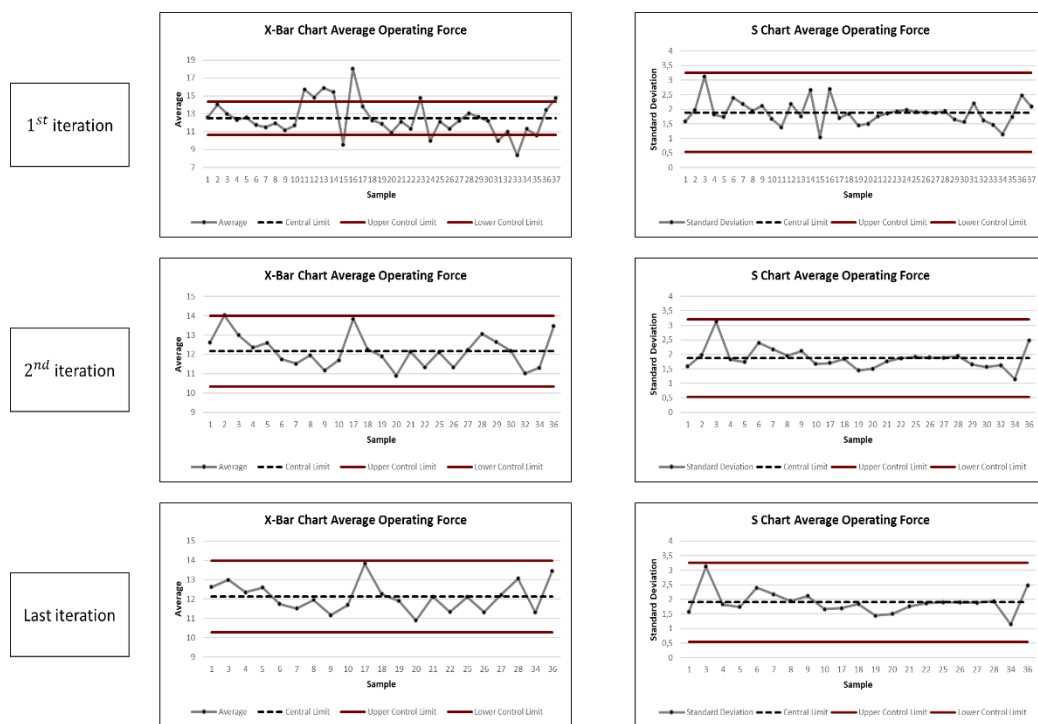 1st iteration
X-Bar Chart Average Operating Force
Average
19
17
15
13
11
9
7
1 2 3 4 5 6 7 8 9 10 11 12 13 14 15 16 17 18 19 20 21 22 23 24 25 26 27 28 29 30 31 32 33 34 35 36 37
Sample
Average Central Limit Upper Control Limit Lower Control Limit
S Chart Average Operating Force
Standard Deviation
4
3,5
3
2,5
2
1,5
1
0,5
0
1 2 3 4 5 6 7 8 9 10 11 12 13 14 15 16 17 18 19 20 21 22 23 24 25 26 27 28 29 30 31 32 33 34 35 36 37
Sample
Standard Deviation Central Limit Upper Control Limit Lower Control Limit
2nd iteration
X-Bar Chart Average Operating Force
Average
15
14
13
12
11
10
9
1 2 3 4 5 6 7 8 9 10 17 18 19 20 21 22 25 26 27 28 29 30 32 34 36
Sample
Average Central Limit Upper Control Limit Lower Control Limit
S Chart Average Operating Force
Standard Deviation
4
3,5
3
2,5
2
1,5
1
0,5
0
1 2 3 4 5 6 7 8 9 10 17 18 19 20 21 22 25 26 27 28 29 30 32 34 36
Sample
Standard Deviation Central Limit Upper Control Limit Lower Control Limit
Last iteration
X-Bar Chart Average Operating Force
Average
15
14
13
12
11
10
9
1 3 4 5 6 7 8 9 10 17 18 19 20 21 22 25 26 27 28 34 36
Sample
Average Central Limit Upper Control Limit Lower Control Limit
S Chart Average Operating Force
Standard Deviation
4
3,5
3
2,5
2
1,5
1
0,5
0
1 3 4 5 6 7 8 9 10 17 18 19 20 21 22 25 26 27 28 34 36
Sample
Standard Deviation Central Limit Upper Control Limit Lower Control Limit